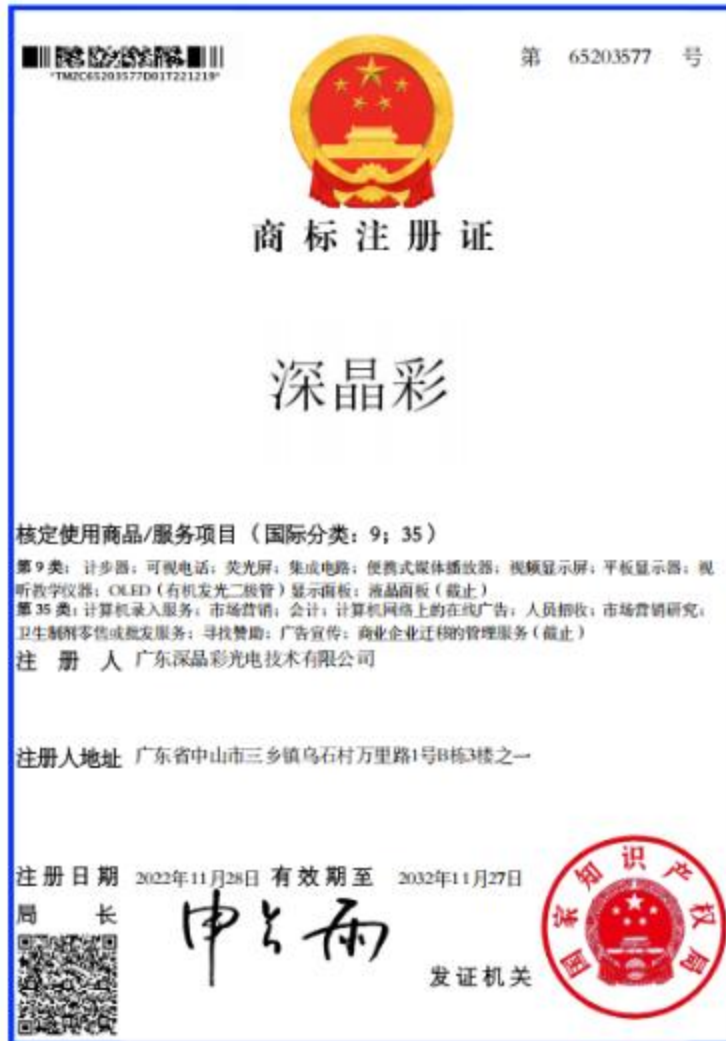 第 65203577 号
*TMZC65203577D01T221219*
商标注册证
深晶彩
核定使用商品/服务项目（国际分类：9；35）
第9类：计步器；可视电话；荧光屏；集成电路；便携式媒体播放器；视频显示屏；平板显示器；视
听教学仪器；OLED（有机发光二极管）显示面板；液晶面板（截止）
第35类：计算机录入服务；市场营销；会计；计算机网络上的在线广告；人员招收；市场营销研究；
卫生制剂零售或批发服务；寻找赞助；广告宣传；商业企业迁移的管理服务（截止）
注册人 广东深晶彩光电技术有限公司
注册人地址 广东省中山市三乡镇乌石村万里路1号B栋3楼之一
注册日期 2022年11月28日 有效期至 2032年11月27日
局长 申长雨
发证机关
国家知识产权局